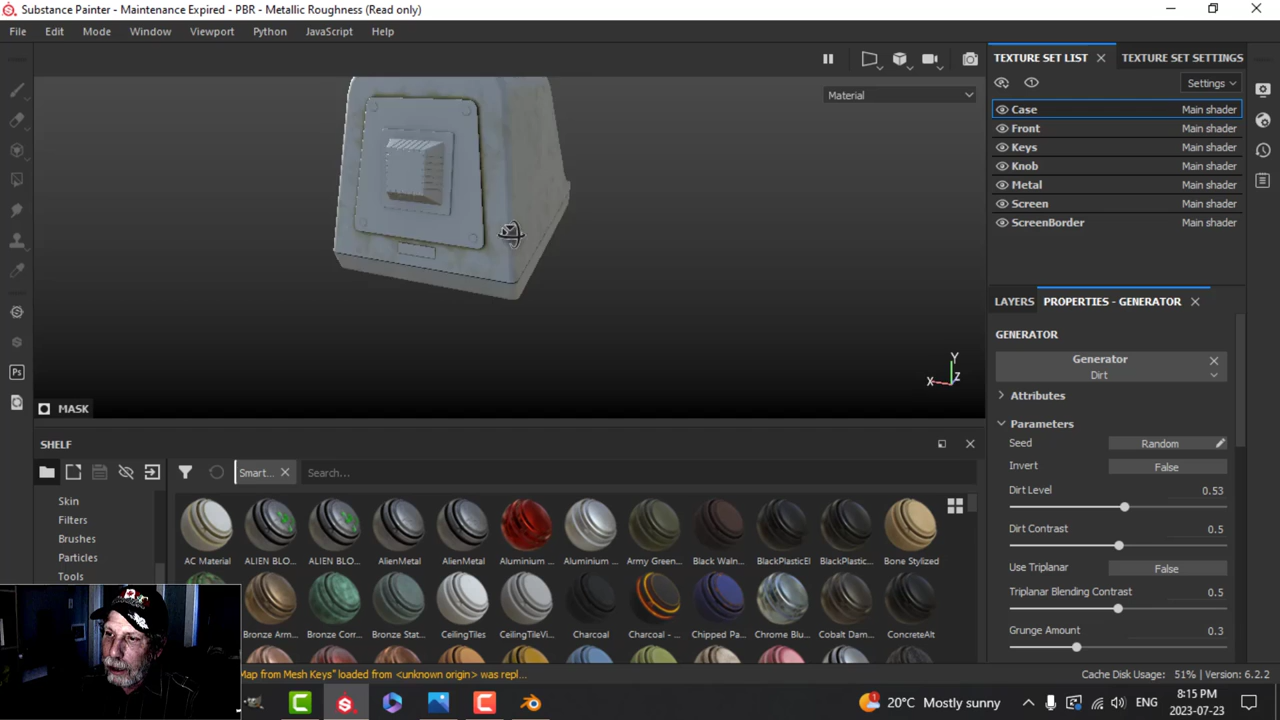 Substance Painter - Maintenance Expired - PBR - Metallic Roughness (Read only)
File Edit Mode Window Viewport Python JavaScript Help
Material
TEXTURE SET LIST TEXTURE SET SETTINGS
Settings
Case Main shader
Front Main shader
Keys Main shader
Knob Main shader
Metal Main shader
Screen Main shader
ScreenBorder Main shader
LAYERS PROPERTIES - GENERATOR
GENERATOR
Generator
Dirt
Attributes
Parameters
Seed Random
Invert False
Dirt Level 0.53
Dirt Contrast 0.5
Use Triplanar False
Triplanar Blending Contrast 0.5
Grunge Amount 0.3
Y
X Z
Ps
MASK
SHELF
Smart... Search...
Skin
Filters
Brushes
Particles
Tools
AC Material ALIEN BLO... ALIEN BLO... AlienMetal AlienMetal Aluminium ... Aluminium ... Army Green... Black Waln... BlackPlasticEl BlackPlastic... Bone Stylized
Bronze Arm... Bronze Corr... Bronze Stat... CeilingTiles CeilingTileVi... Charcoal Charcoal - ... Chipped Pa... Chrome Blu... Cobalt Dam... ConcreteAlt
Map from Mesh Keys" loaded from <unknown origin> was repl...
Cache Disk Usage: 51% | Version: 6.2.2
20°C Mostly sunny
ENG
8:15 PM
2023-07-23